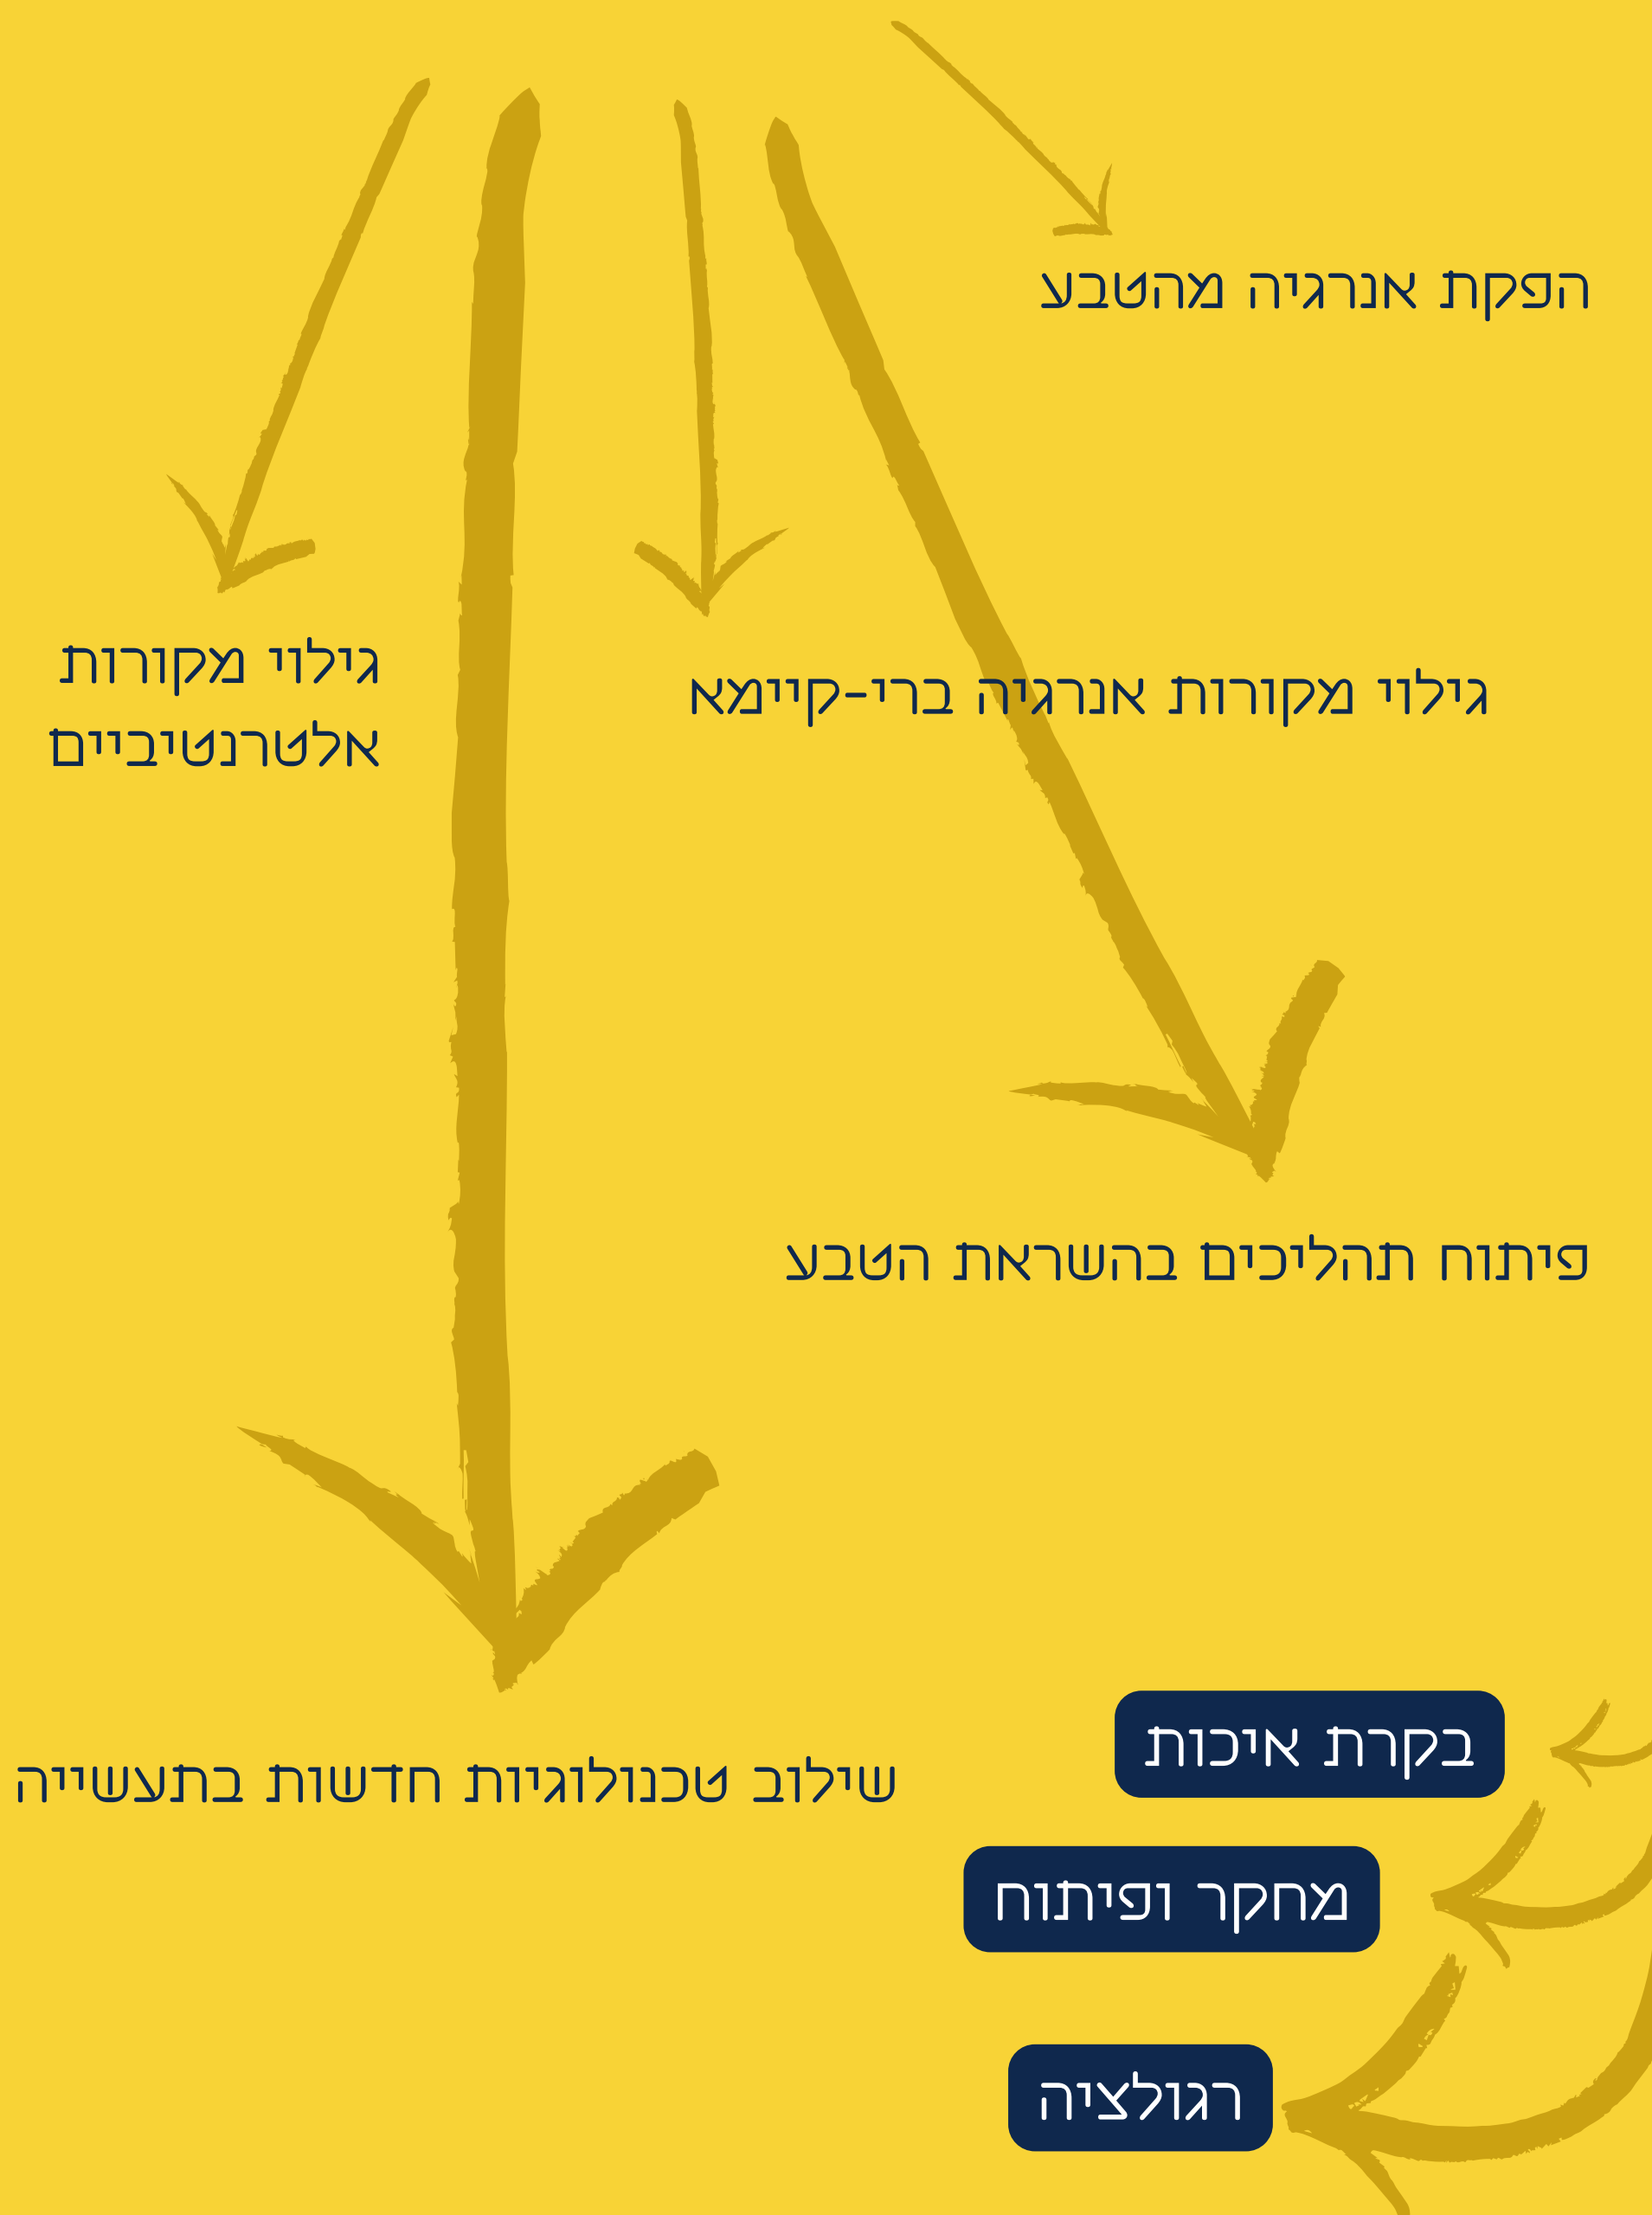 הפקת אנרגיה מהטבע
גילוי מקורות
אלטרנטיביים
גילוי מקורות אנרגיה בר-קיימא
פיתוח תהליכים בהשראת הטבע
שילוב טכנולוגיות חדשות בתעשייה
בקרת איכות
מחקר ופיתוח
רגולציה